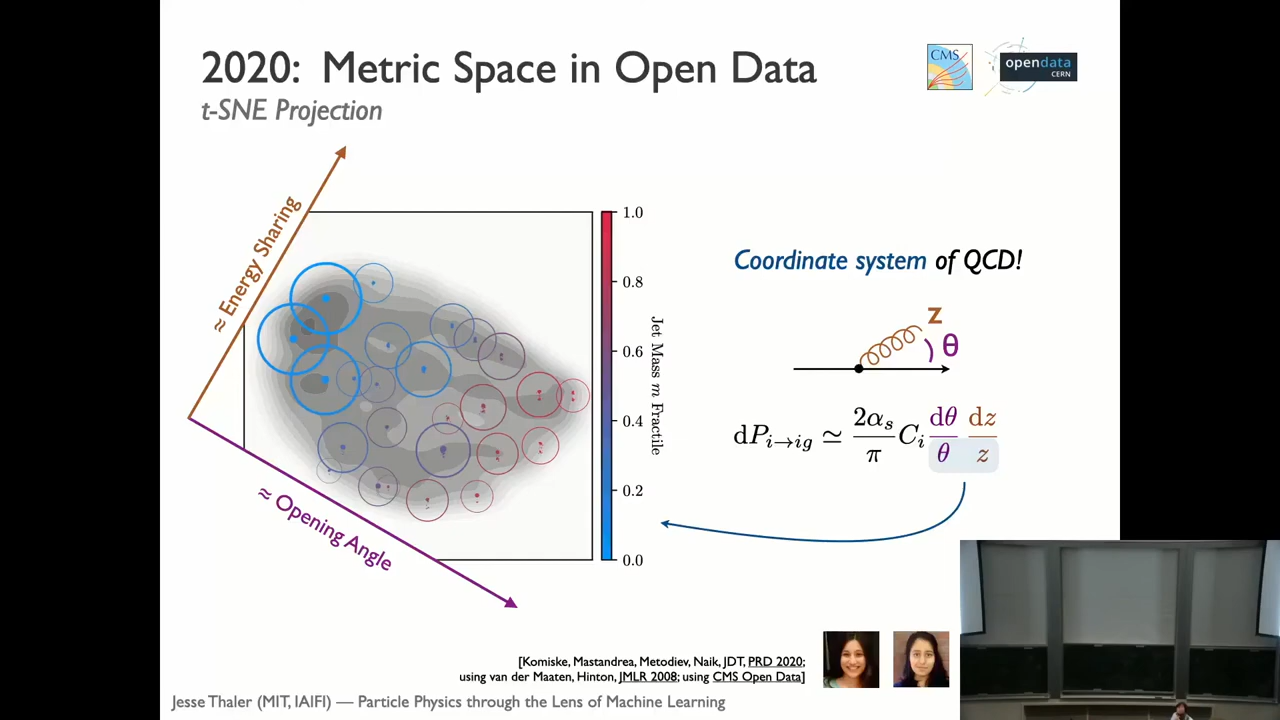 2020: Metric Space in Open Data
t-SNE Projection
CMS
opendata
CERN
≈ Energy Sharing
≈ Opening Angle
1.0
0.8
0.6
0.4
0.2
0.0
Jet Mass m Fractile
Coordinate system of QCD!
z
θ
dP_{i→ig} ≃ 2α_s/π C_i dθ/θ dz/z
[Komiske, Mastandrea, Metodiev, Naik, JDT, PRD 2020;
using van der Maaten, Hinton, JMLR 2008; using CMS Open Data]
Jesse Thaler (MIT, IAIFI) — Particle Physics through the Lens of Machine Learning